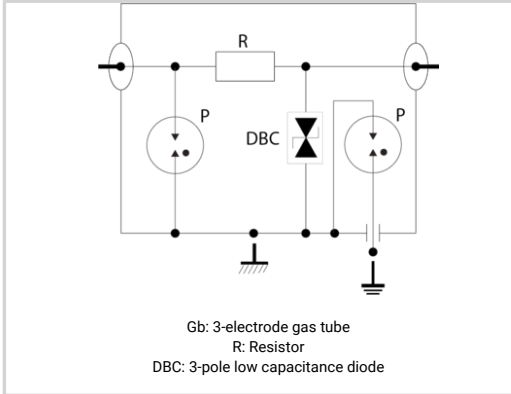 R
P
DBC
P
Gb: 3-electrode gas tube
R: Resistor
DBC: 3-pole low capacitance diode